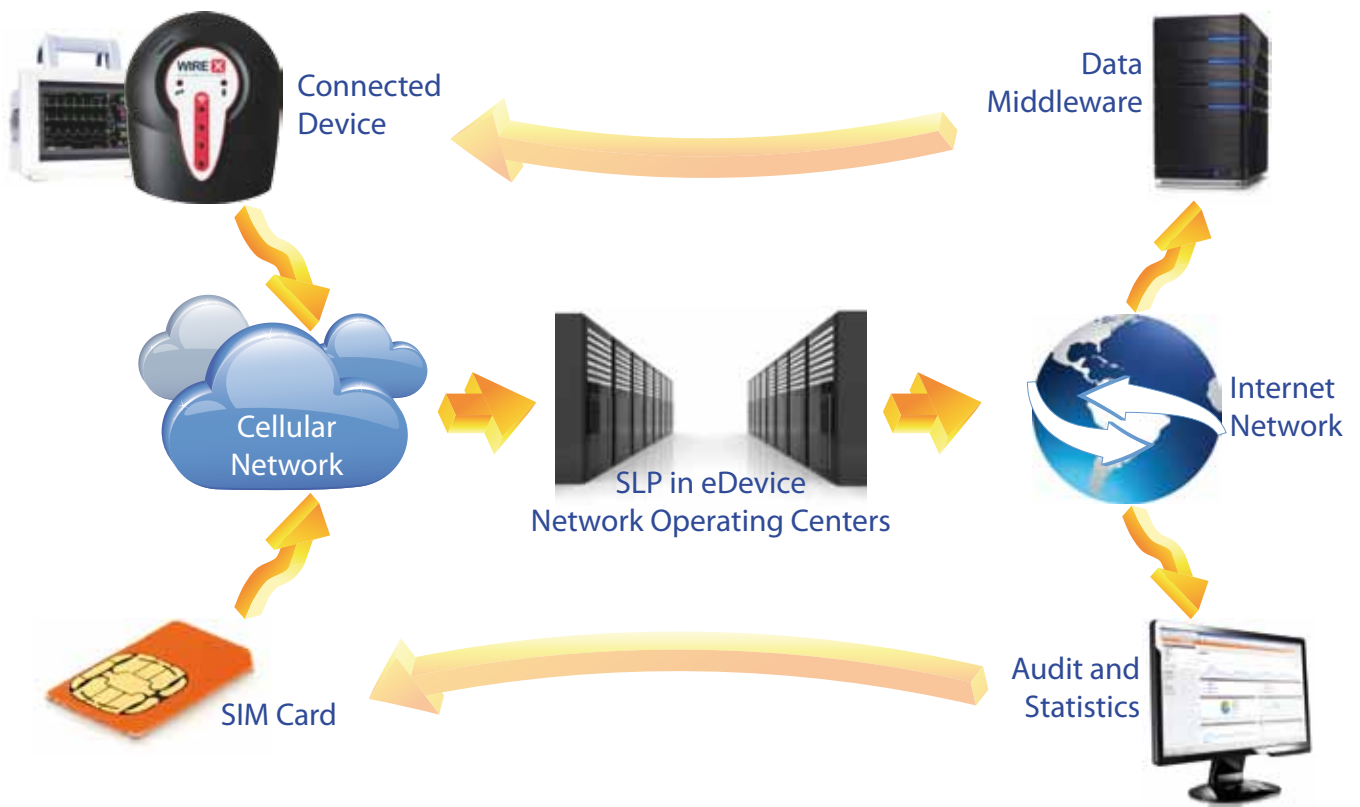 WIRE X
Connected
Device
Data
Middleware
Cellular
Network
SLP in eDevice
Network Operating Centers
Internet
Network
SIM Card
Audit and
Statistics